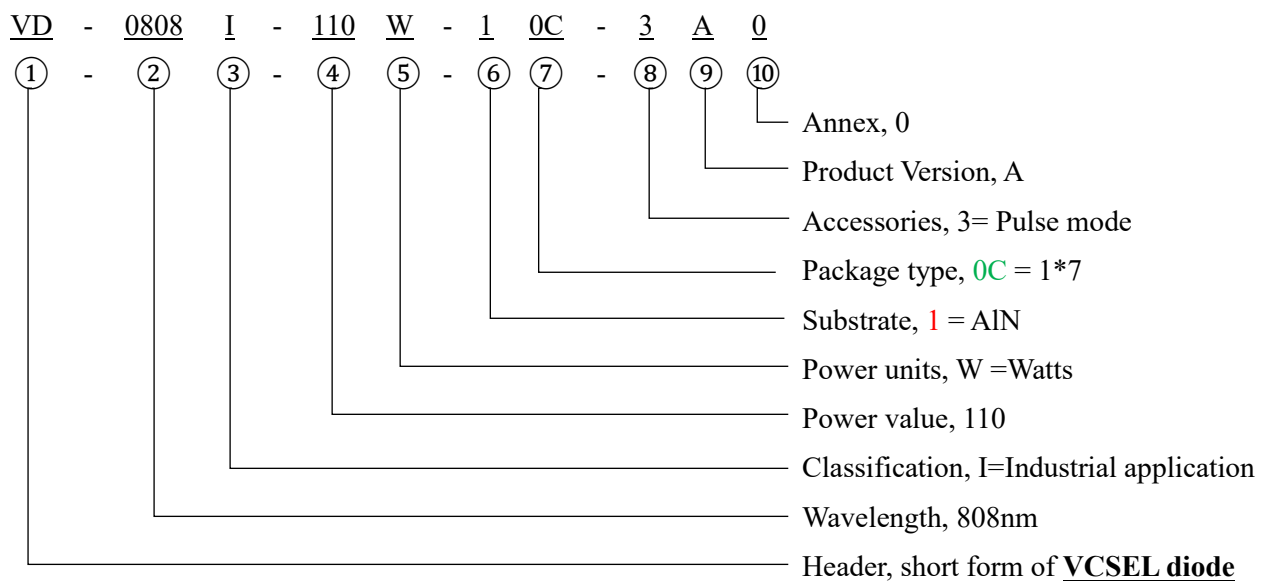 VD - 0808 I - 110 W - 1 0C - 3 A 0
① - ② ③ - ④ ⑤ - ⑥ ⑦ - ⑧ ⑨ ⑩
Annex, 0
Product Version, A
Accessories, 3= Pulse mode
Package type, 0C = 1*7
Substrate, 1 = AlN
Power units, W =Watts
Power value, 110
Classification, I=Industrial application
Wavelength, 808nm
Header, short form of VCSEL diode